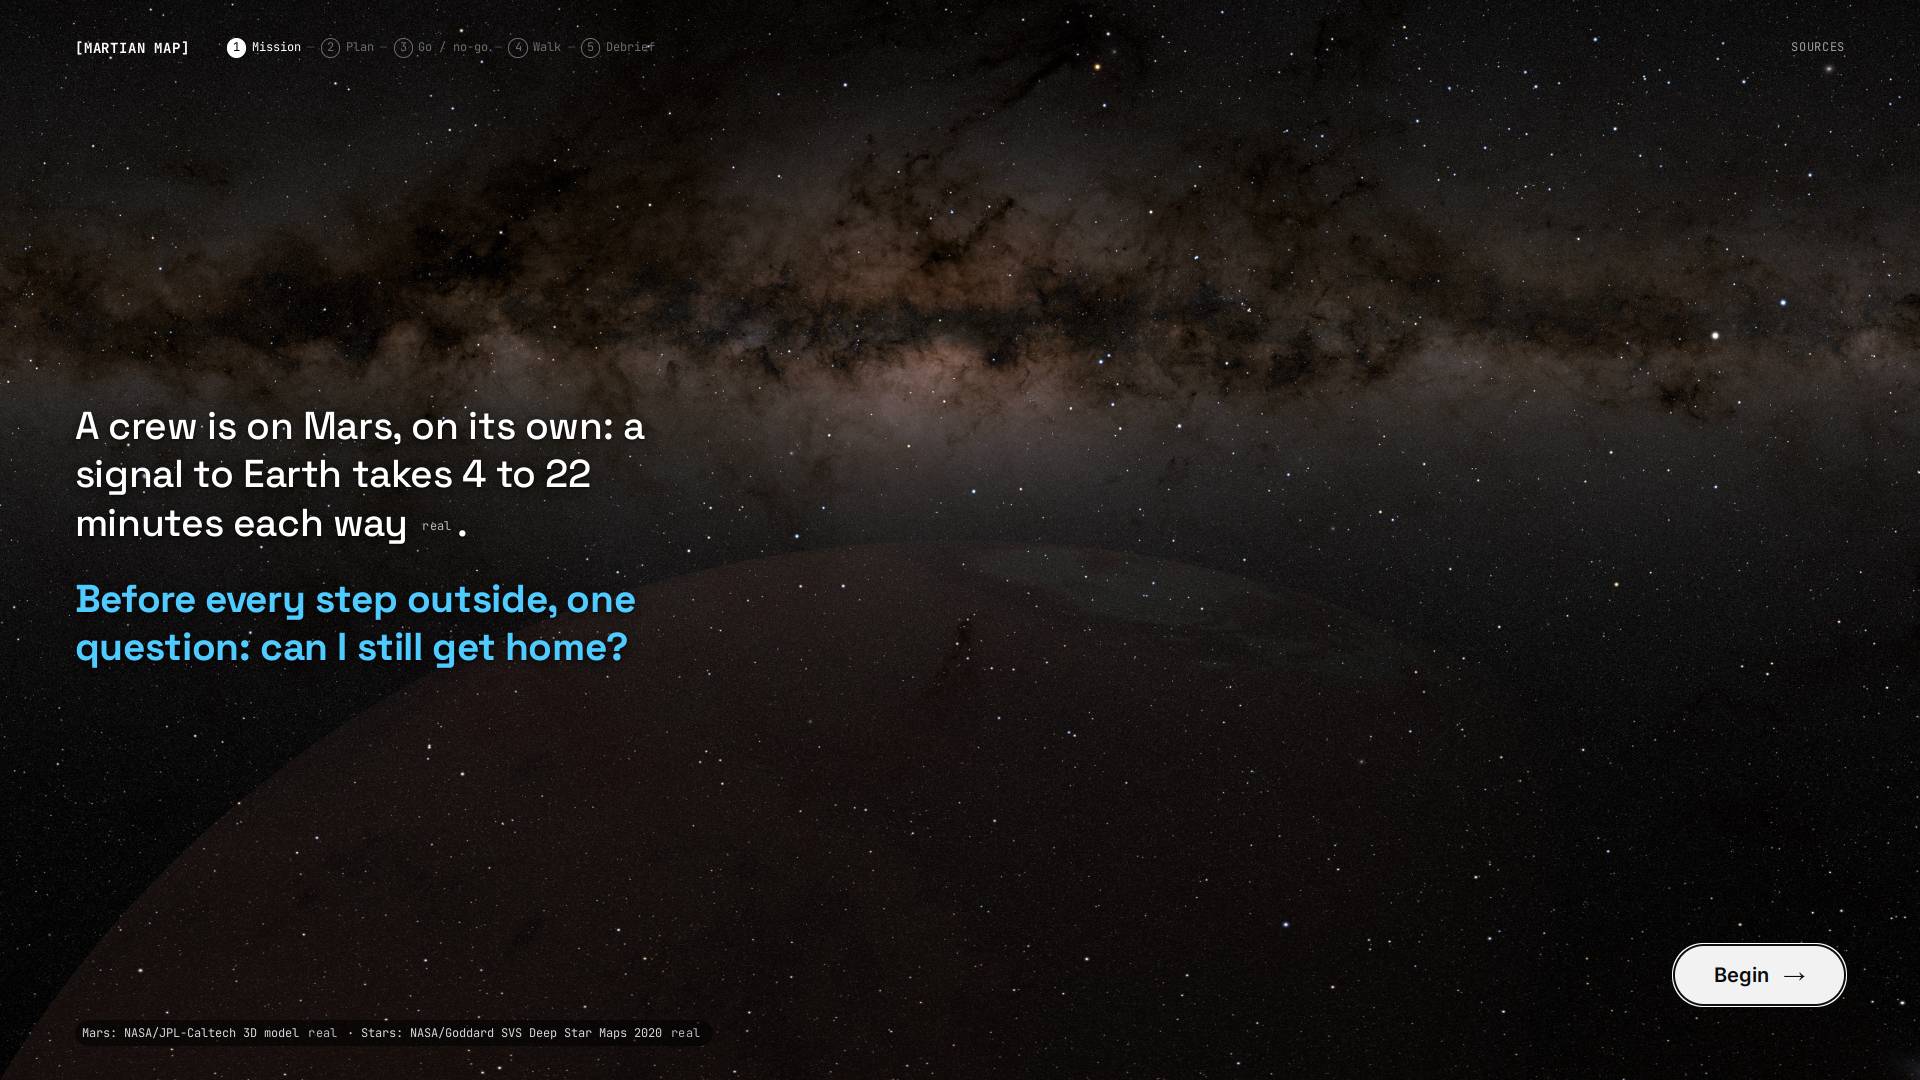 [MARTIAN MAP] 1 Mission — 2 Plan — 3 Go / no-go — 4 Walk — 5 Debrief SOURCES
A crew is on Mars, on its own: a
signal to Earth takes 4 to 22
minutes each way real .
Before every step outside, one
question: can I still get home?
Begin →
Mars: NASA/JPL-Caltech 3D model real · Stars: NASA/Goddard SVS Deep Star Maps 2020 real